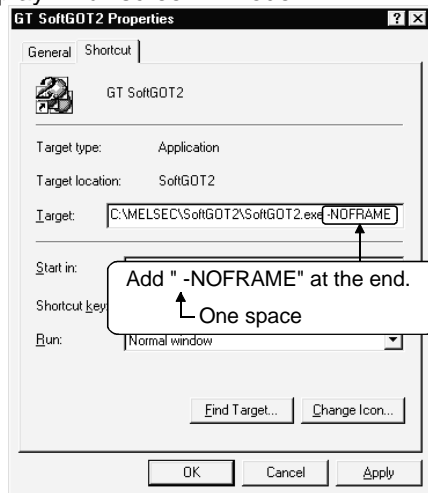 GT SoftGOT2 Properties
General Shortcut
GT SoftGOT2
Target type: Application
Target location: SoftGOT2
Target: C:\MELSEC\SoftGOT2\SoftGOT2.exe -NOFRAME
Start in:
Add " -NOFRAME" at the end.
Shortcut key
One space
Run: Normal window
Find Target... Change Icon...
OK Cancel Apply